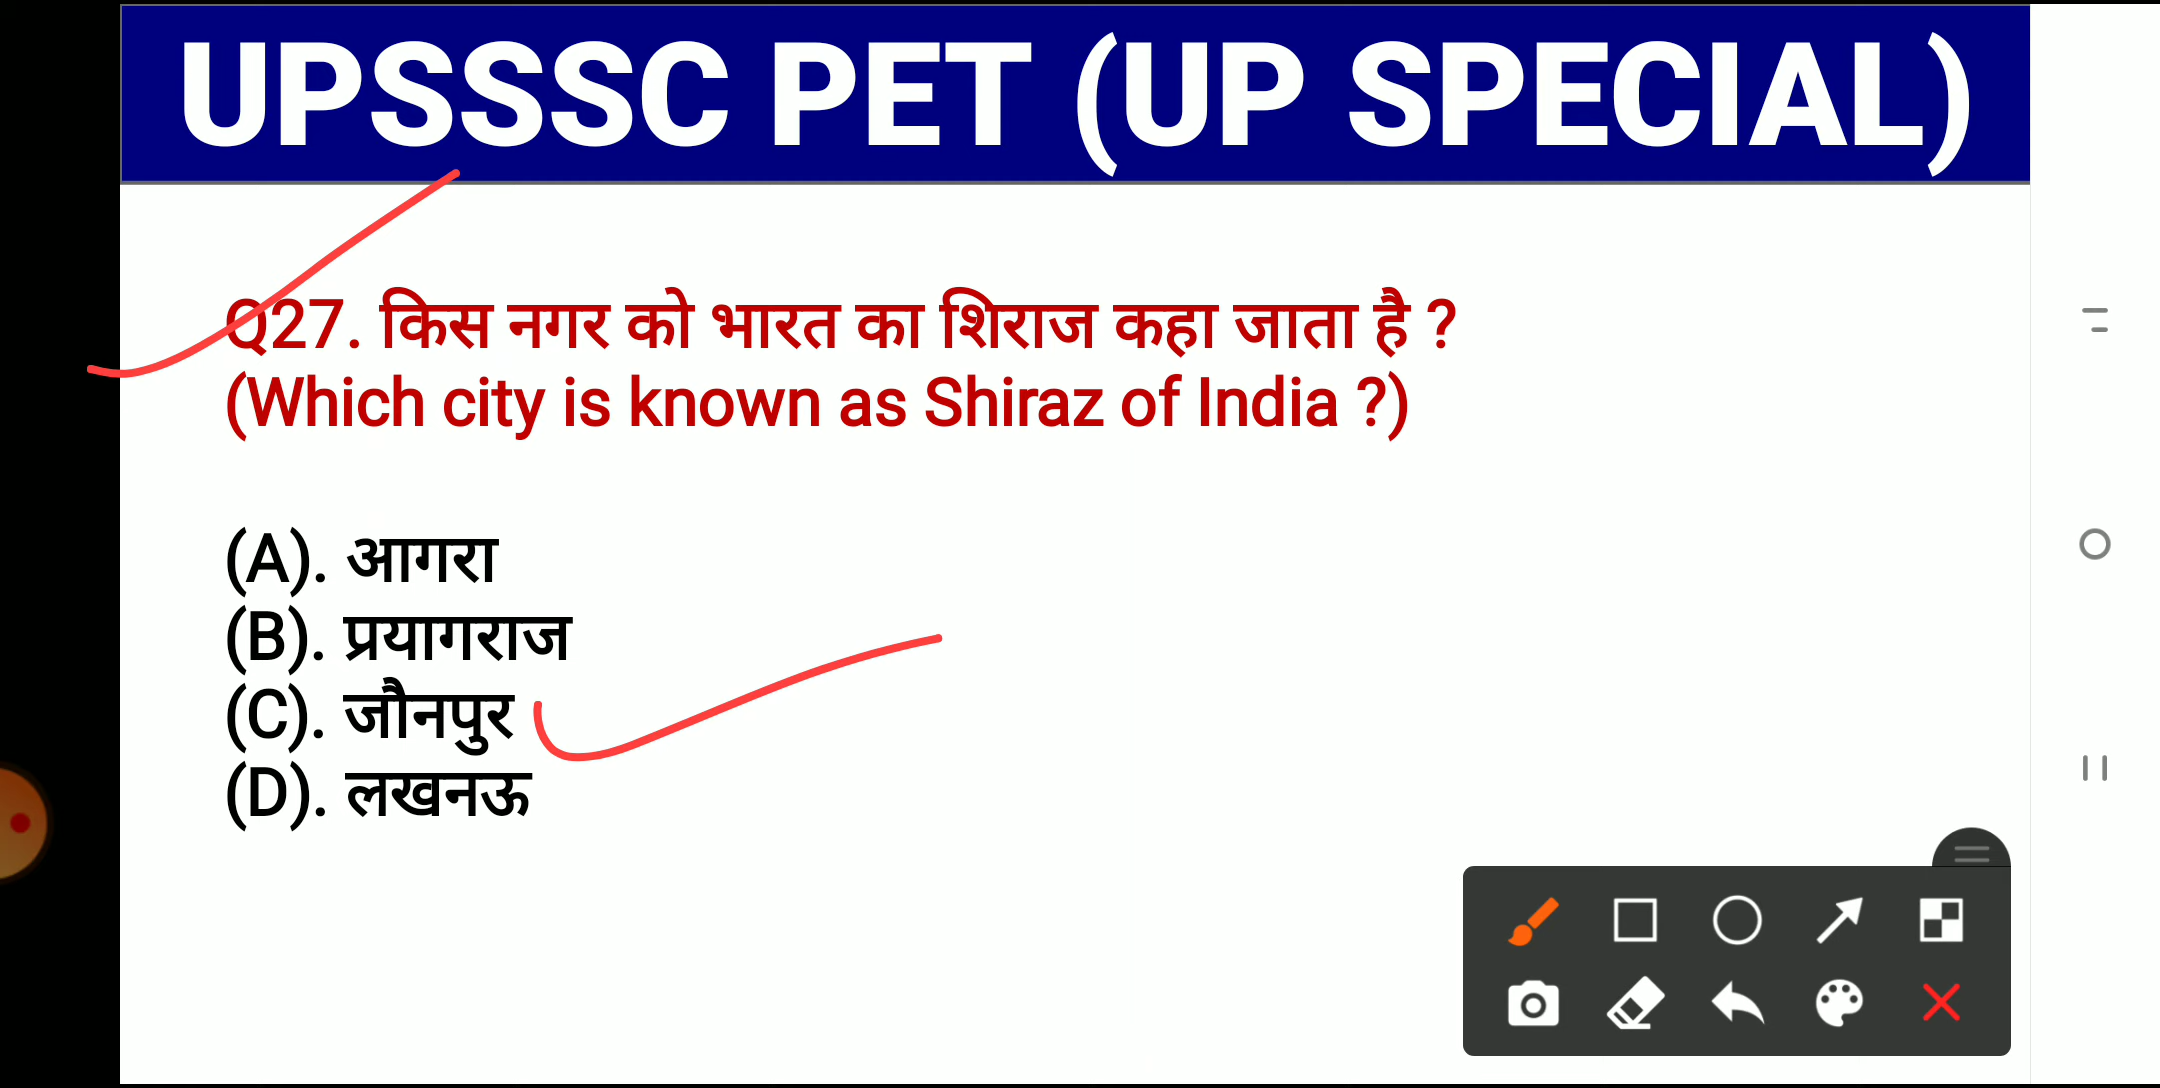 UPSSSC PET (UP SPECIAL)
Q27. किस नगर को भारत का शिराज कहा जाता है ?
(Which city is known as Shiraz of India ?)
(A). आगरा
(B). प्रयागराज
(C). जौनपुर
(D). लखनऊ